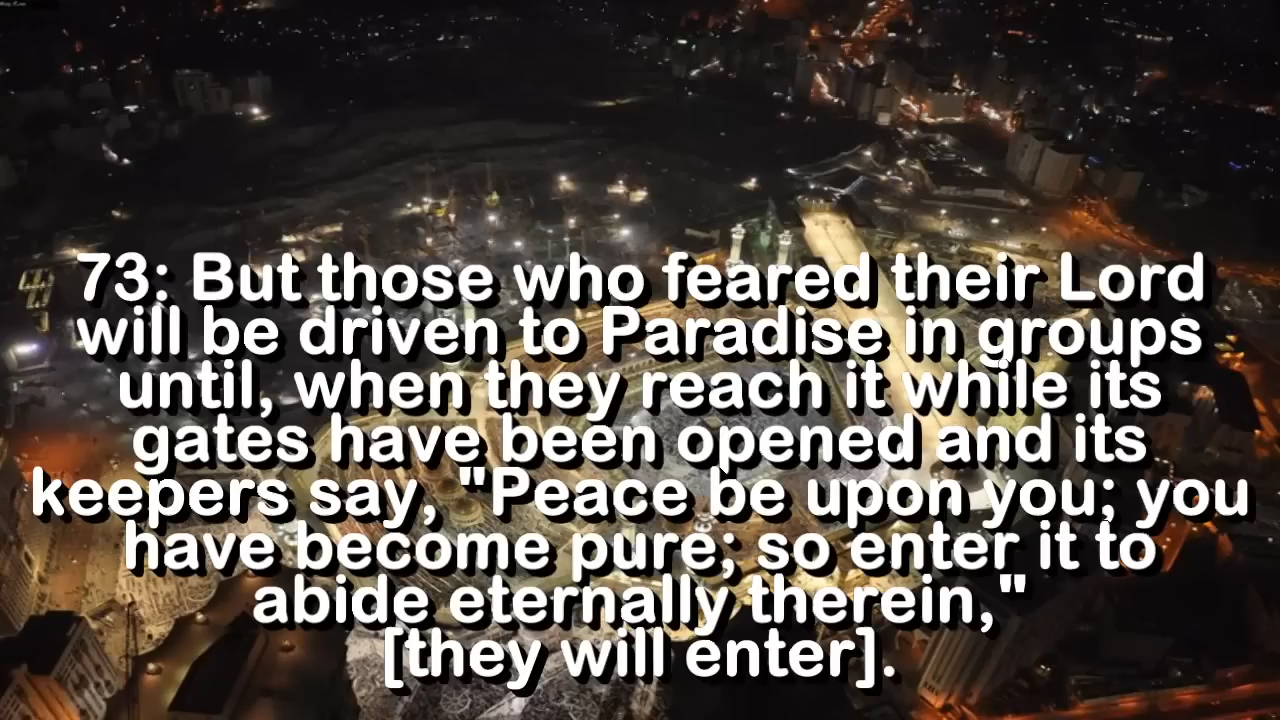 73: But those who feared their Lord
will be driven to Paradise in groups
until, when they reach it while its
gates have been opened and its
keepers say, "Peace be upon you; you
have become pure; so enter it to
abide eternally therein,"
[they will enter].